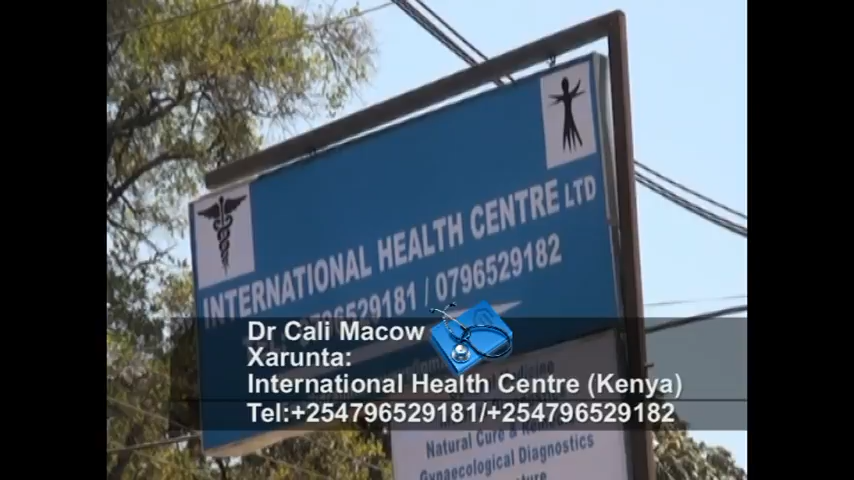 INTERNATIONAL HEALTH CENTRE LTD
0796529181 / 0796529182
Dr Cali Macow
Xarunta:
International Health Centre (Kenya)
Tel:+254796529181/+254796529182
Natural Cure &
Gynaecological Diagnostics